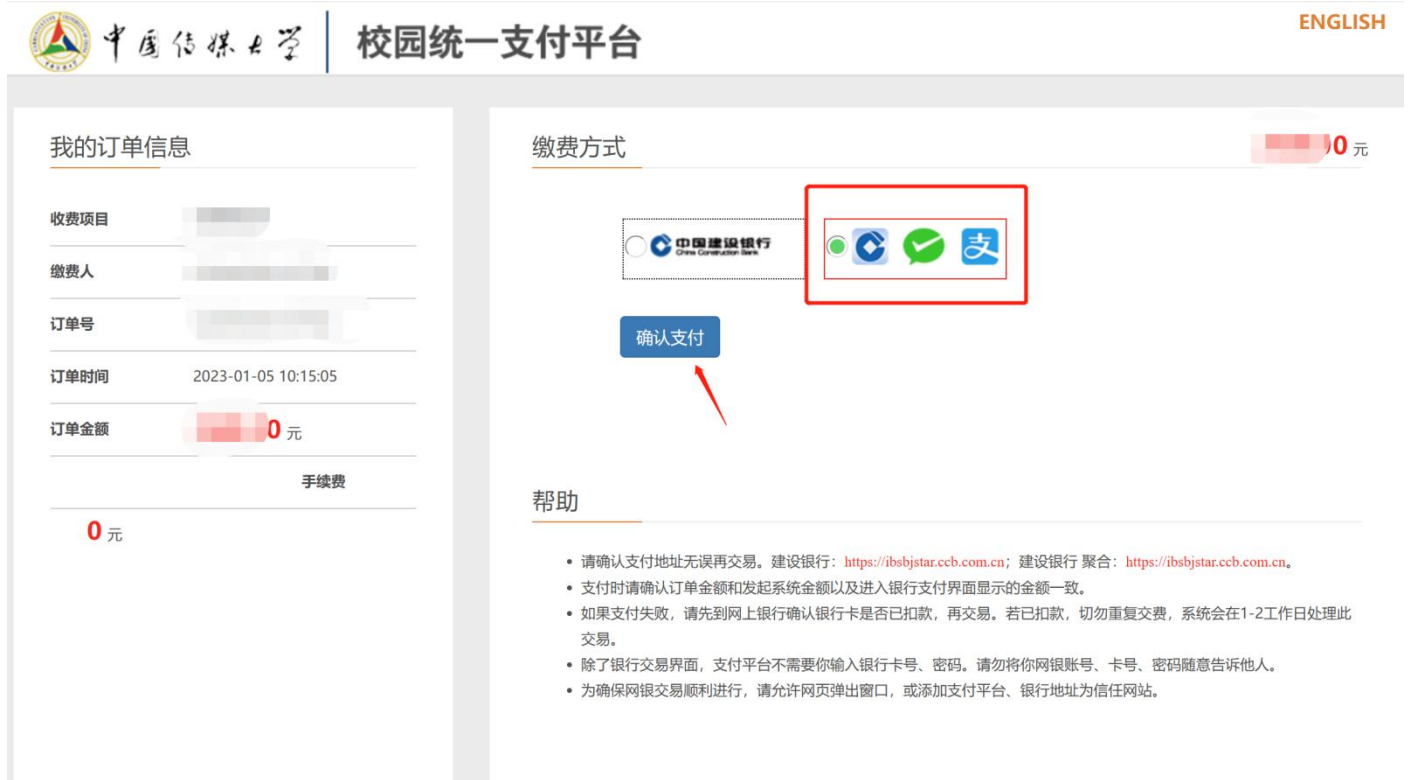 中国传媒大学
校园统一支付平台
ENGLISH
我的订单信息
收费项目
缴费人
订单号
订单时间 2023-01-05 10:15:05
订单金额 0 元
手续费
0 元
缴费方式
0 元
中国建设银行
China Construction Bank
支
确认支付
帮助
• 请确认支付地址无误再交易。建设银行：https://ibsbjstar.ccb.com.cn；建设银行 聚合：https://ibsbjstar.ccb.com.cn。
• 支付时请确认订单金额和发起系统金额以及进入银行支付界面显示的金额一致。
• 如果支付失败，请先到网上银行确认银行卡是否已扣款，再交易。若已扣款，切勿重复交费，系统会在1-2工作日处理此
交易。
• 除了银行交易界面，支付平台不需要你输入银行卡号、密码。请勿将你网银账号、卡号、密码随意告诉他人。
• 为确保网银交易顺利进行，请允许网页弹出窗口，或添加支付平台、银行地址为信任网站。